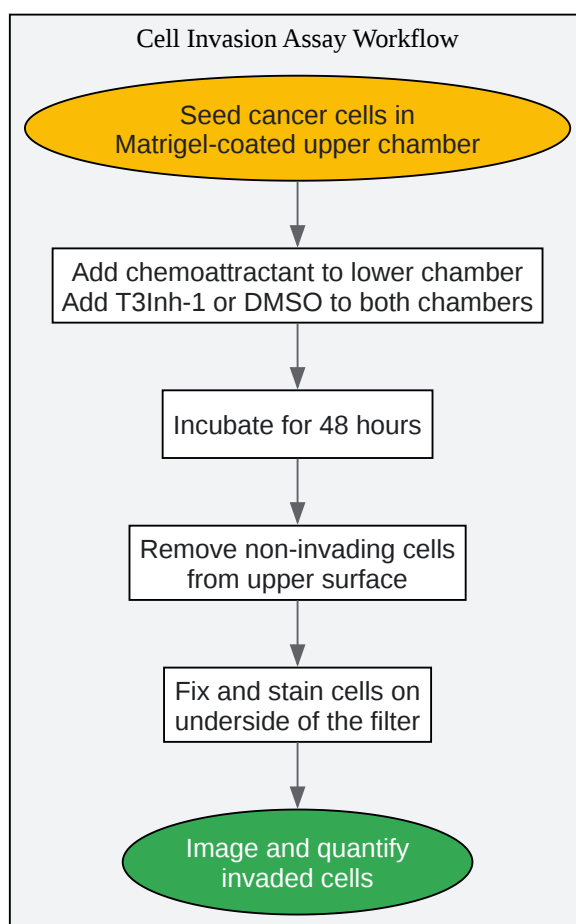 Cell Invasion Assay Workflow
Seed cancer cells in
Matrigel-coated upper chamber
Add chemoattractant to lower chamber
Add T3Inh-1 or DMSO to both chambers
Incubate for 48 hours
Remove non-invading cells
from upper surface
Fix and stain cells on
underside of the filter
Image and quantify
invaded cells